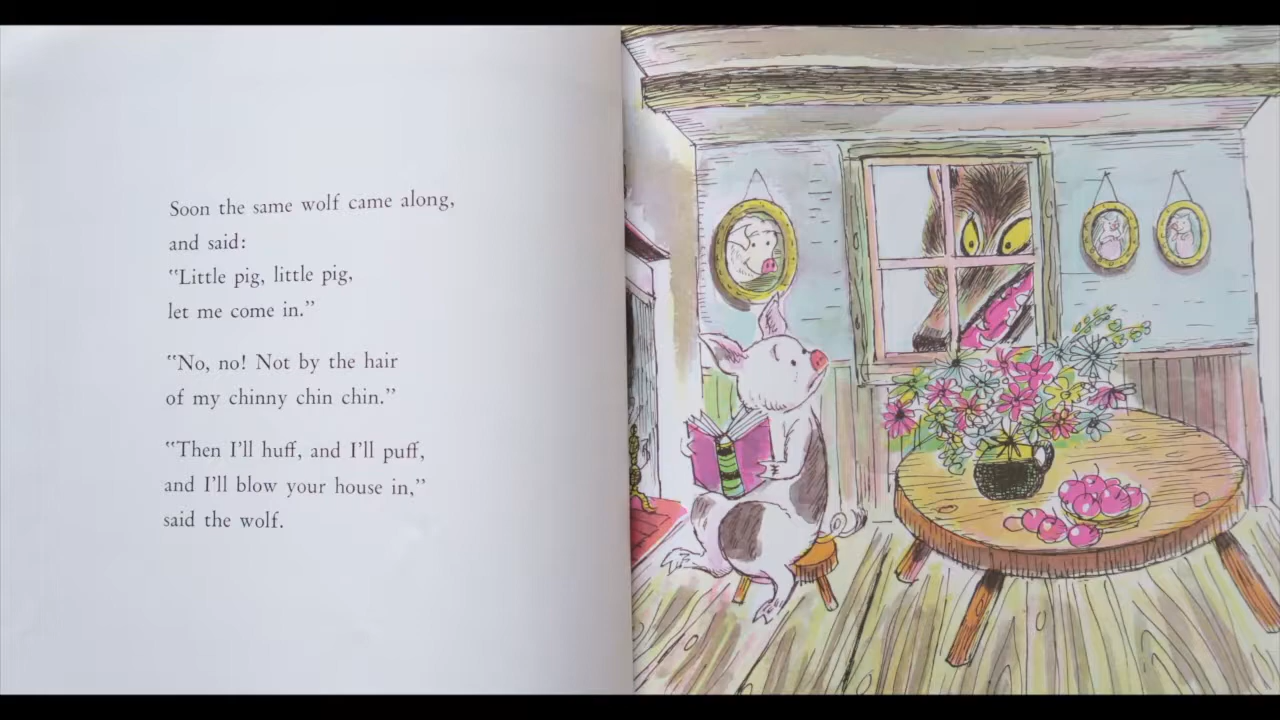 Soon the same wolf came along,
and said:
“Little pig, little pig,
let me come in.”
“No, no! Not by the hair
of my chinny chin chin.”
“Then I’ll huff, and I’ll puff,
and I’ll blow your house in,”
said the wolf.